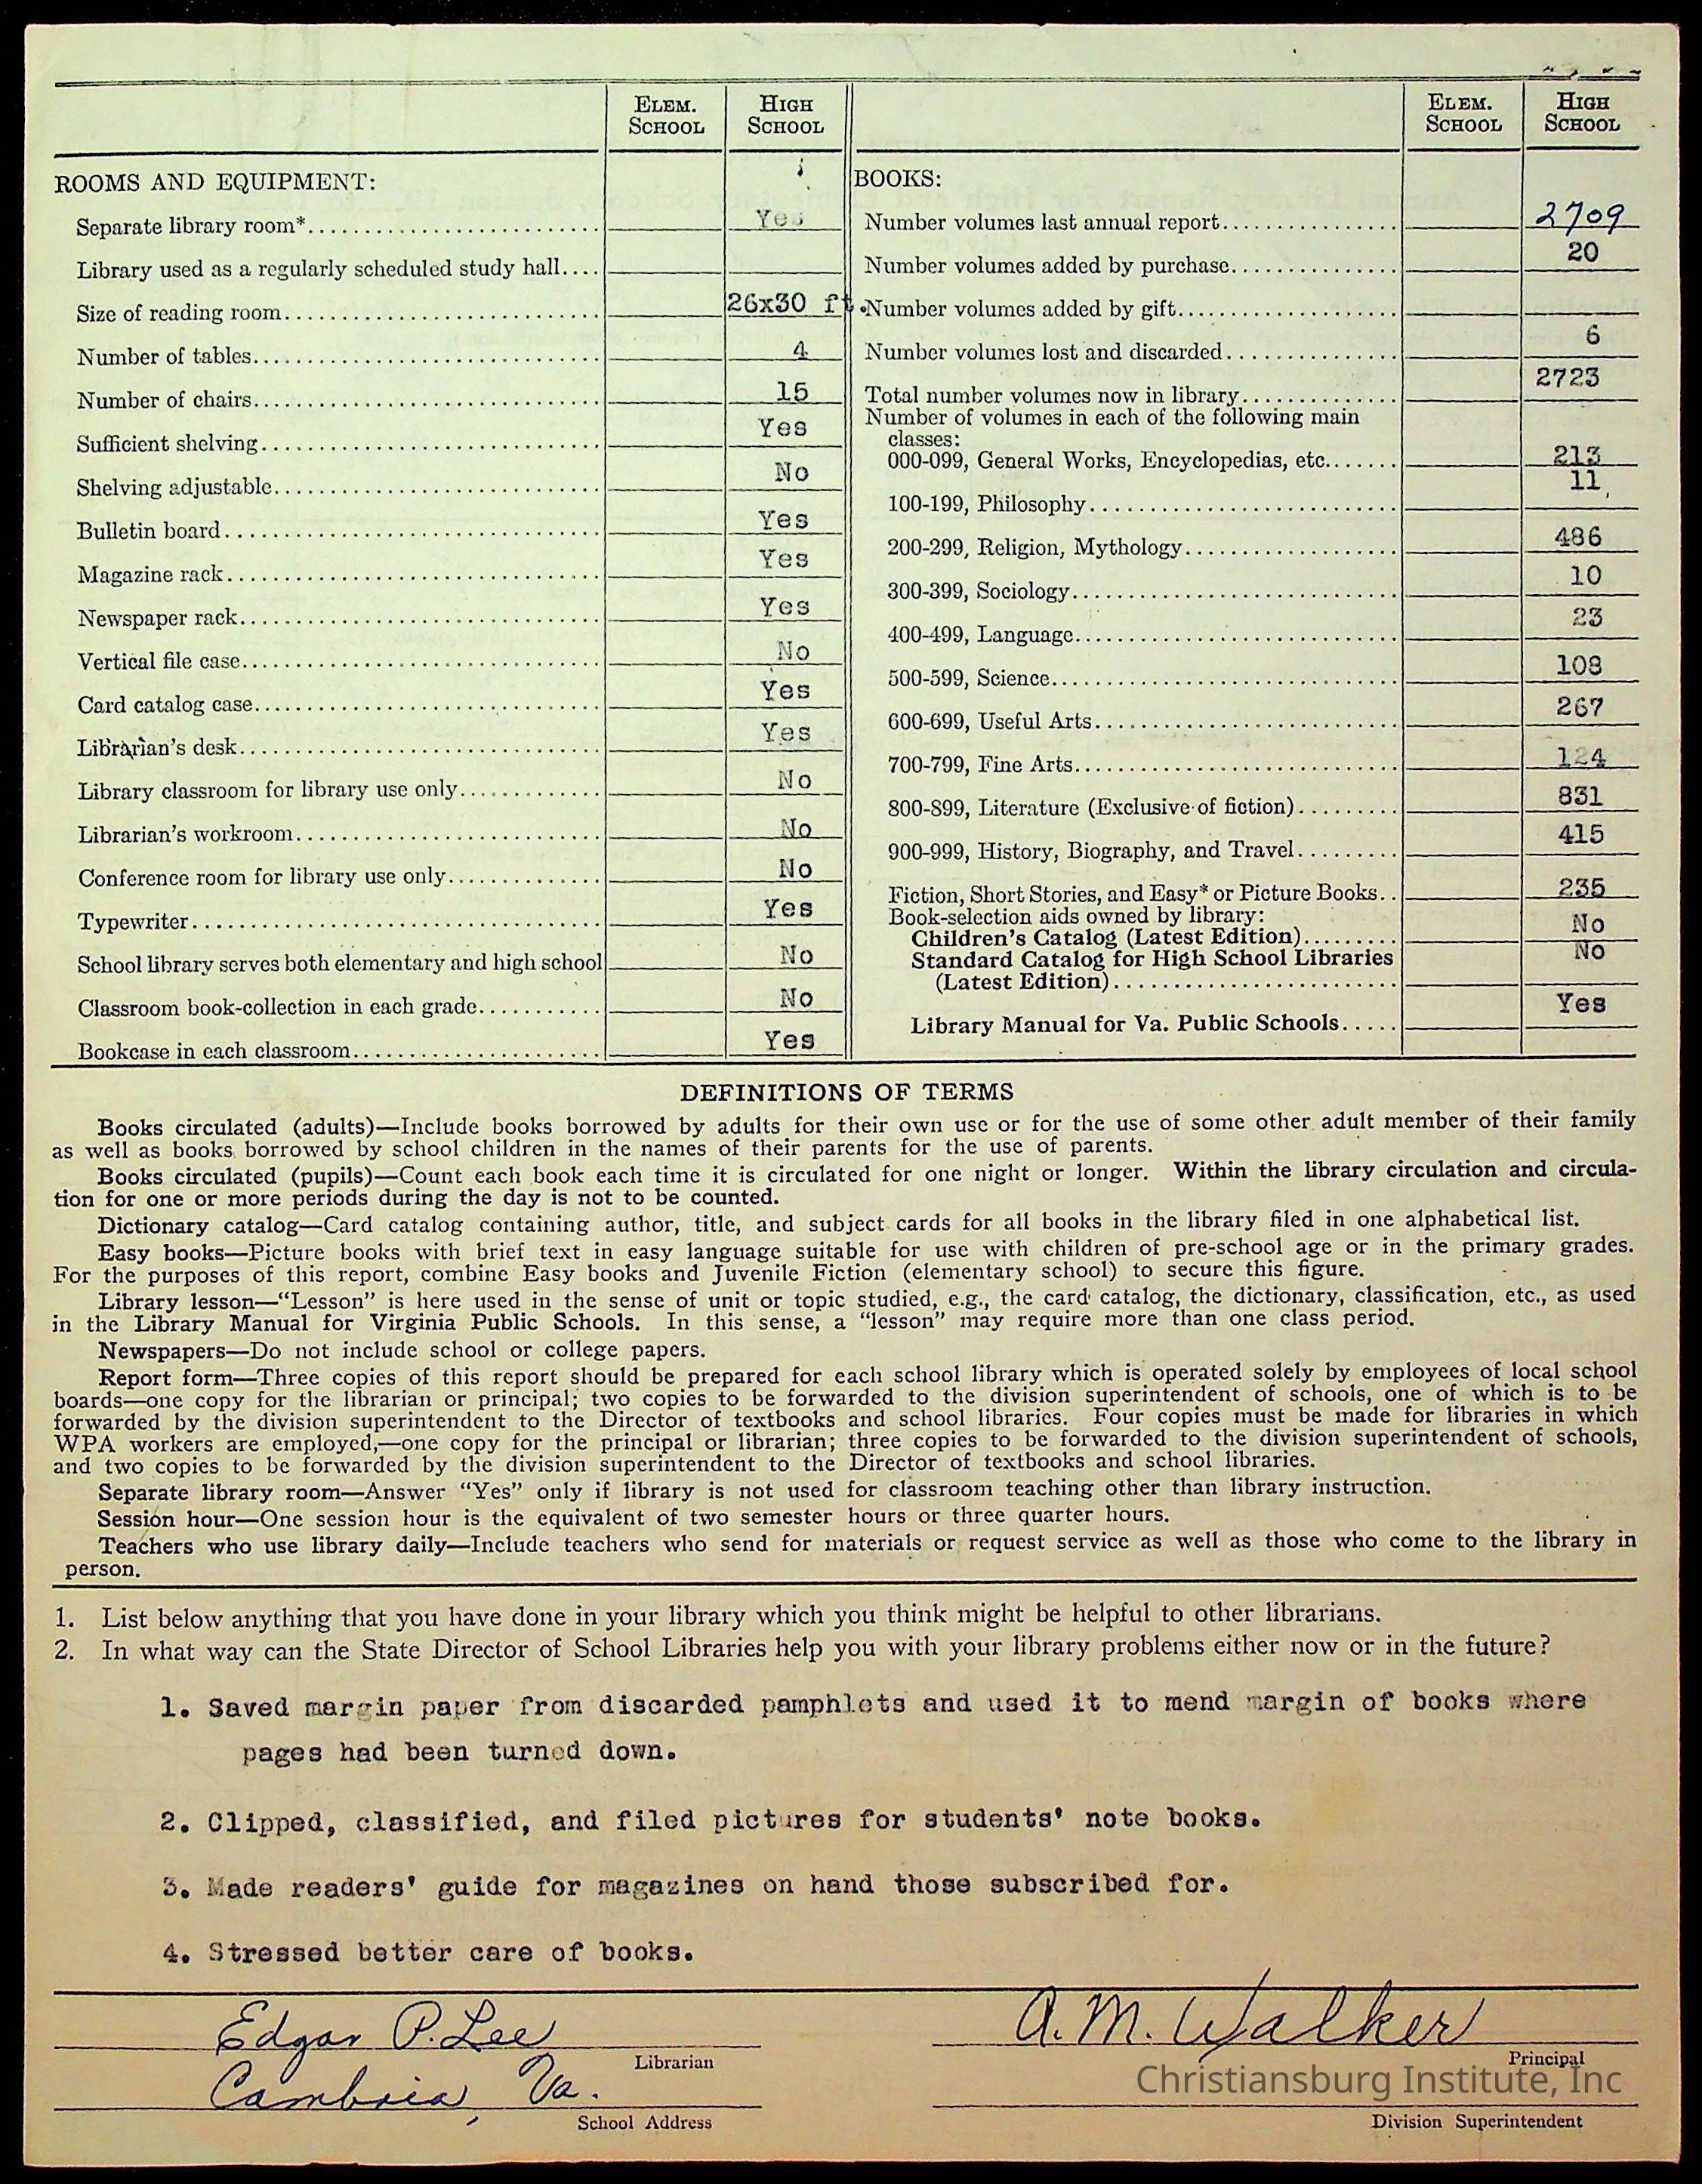 ELEM. SCHOOL HIGH SCHOOL
ROOMS AND EQUIPMENT:
Separate library room* Yes
Library used as a regularly scheduled study hall
Size of reading room 26x30 ft.
Number of tables 4
Number of chairs 15
Sufficient shelving Yes
Shelving adjustable No
Bulletin board Yes
Magazine rack Yes
Newspaper rack Yes
Vertical file case No
Card catalog case Yes
Librarian's desk Yes
Library classroom for library use only No
Librarian's workroom No
Conference room for library use only No
Typewriter Yes
School library serves both elementary and high school No
Classroom book-collection in each grade No
Bookcase in each classroom Yes
ELEM. SCHOOL HIGH SCHOOL
BOOKS:
Number volumes last annual report 2709
Number volumes added by purchase 20
Number volumes added by gift
Number volumes lost and discarded 6
Total number volumes now in library 2723
Number of volumes in each of the following main
classes:
000-099, General Works, Encyclopedias, etc. 213
100-199, Philosophy 11
200-299, Religion, Mythology 486
300-399, Sociology 10
400-499, Language 23
500-599, Science 108
600-699, Useful Arts 267
700-799, Fine Arts 124
800-899, Literature (Exclusive of fiction) 831
900-999, History, Biography, and Travel 415
Fiction, Short Stories, and Easy* or Picture Books 235
Book-selection aids owned by library:
Children's Catalog (Latest Edition) No
Standard Catalog for High School Libraries
(Latest Edition) No
Library Manual for Va. Public Schools Yes
DEFINITIONS OF TERMS
Books circulated (adults)—Include books borrowed by adults for their own use or for the use of some other adult member of their family
as well as books borrowed by school children in the names of their parents for the use of parents.
Books circulated (pupils)—Count each book each time it is circulated for one night or longer. Within the library circulation and circula-
tion for one or more periods during the day is not to be counted.
Dictionary catalog—Card catalog containing author, title, and subject cards for all books in the library filed in one alphabetical list.
Easy books—Picture books with brief text in easy language suitable for use with children of pre-school age or in the primary grades.
For the purposes of this report, combine Easy books and Juvenile Fiction (elementary school) to secure this figure.
Library lesson—“Lesson” is here used in the sense of unit or topic studied, e.g., the card catalog, the dictionary, classification, etc., as used
in the Library Manual for Virginia Public Schools. In this sense, a “lesson” may require more than one class period.
Newspapers—Do not include school or college papers.
Report form—Three copies of this report should be prepared for each school library which is operated solely by employees of local school
boards—one copy for the librarian or principal; two copies to be forwarded to the division superintendent of schools, one of which is to be
forwarded by the division superintendent to the Director of textbooks and school libraries. Four copies must be made for libraries in which
WPA workers are employed,—one copy for the principal or librarian; three copies to be forwarded to the division superintendent of schools,
and two copies to be forwarded by the division superintendent to the Director of textbooks and school libraries.
Separate library room—Answer “Yes” only if library is not used for classroom teaching other than library instruction.
Session hour—One session hour is the equivalent of two semester hours or three quarter hours.
Teachers who use library daily—Include teachers who send for materials or request service as well as those who come to the library in
person.
1. List below anything that you have done in your library which you think might be helpful to other librarians.
2. In what way can the State Director of School Libraries help you with your library problems either now or in the future?
1. Saved margin paper from discarded pamphlets and used it to mend margin of books where
pages had been turned down.
2. Clipped, classified, and filed pictures for students' note books.
3. Made readers' guide for magazines on hand those subscribed for.
4. Stressed better care of books.
Edgar P. Lee
Librarian
Cambria, Va.
School Address
A. M. Walker
Principal
Christiansburg Institute, Inc
Division Superintendent